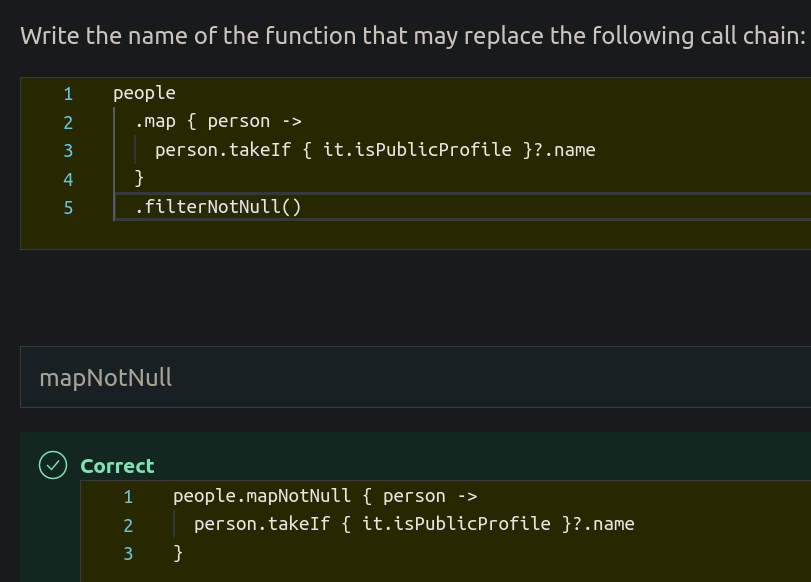 Write the name of the function that may replace the following call chain:
1 people
2 .map { person ->
3 person.takeIf { it.isPublicProfile }?.name
4 }
5 .filterNotNull()
mapNotNull
Correct
1 people.mapNotNull { person ->
2 person.takeIf { it.isPublicProfile }?.name
3 }